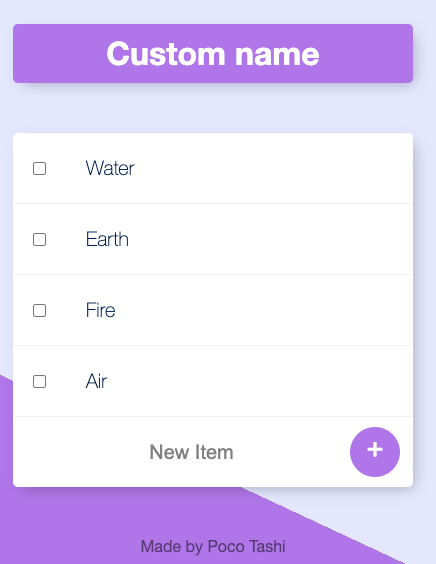 Custom name
Water
Earth
Fire
Air
New Item
+
Made by Poco Tashi